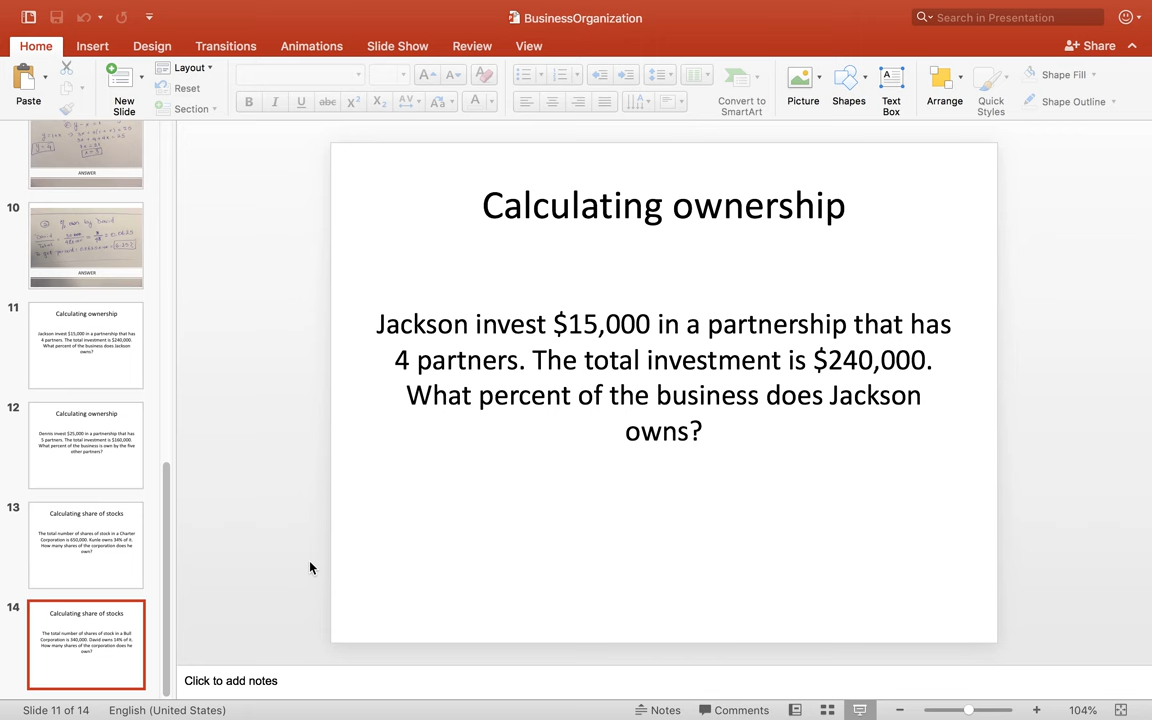 BusinessOrganization
Search in Presentation
Home
Insert
Design
Transitions
Animations
Slide Show
Review
View
Share
Paste
New
Slide
Layout
Reset
Section
B
I
U
abc
X2
X2
AV
Aa
A
Convert to
SmartArt
Picture
Shapes
Text
Box
Arrange
Quick
Styles
Shape Fill
Shape Outline
ANSWER
10
ANSWER
11
Calculating ownership
Jackson invest $15,000 in a partnership that has
4 partners. The total investment is $240,000.
What percent of the business does Jackson
owns?
12
Calculating ownership
Dennis invest $25,000 in a partnership that has
5 partners. The total investment is $160,000.
What percent of the business is own by the five
other partners?
13
Calculating share of stocks
The total number of shares of stock in a Charter
Corporation is 650,000. Kunle owns 34% of it.
How many shares of the corporation does he
own?
14
Calculating share of stocks
The total number of shares of stock in a Bull
Corporation is 340,000. David owns 14% of it.
How many shares of the corporation does he
own?
Calculating ownership
Jackson invest $15,000 in a partnership that has
4 partners. The total investment is $240,000.
What percent of the business does Jackson
owns?
Click to add notes
Slide 11 of 14
English (United States)
Notes
Comments
104%